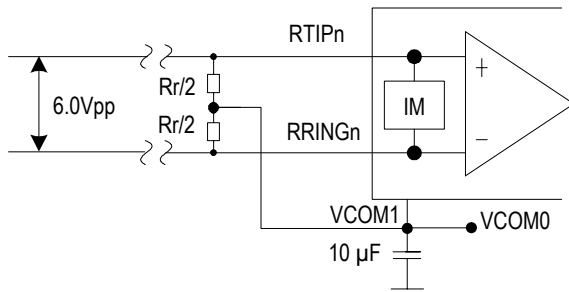 RTIPn
Rr/2
6.0Vpp
Rr/2
+
IM
−
RRINGn
VCOM1
VCOM0
10 µF